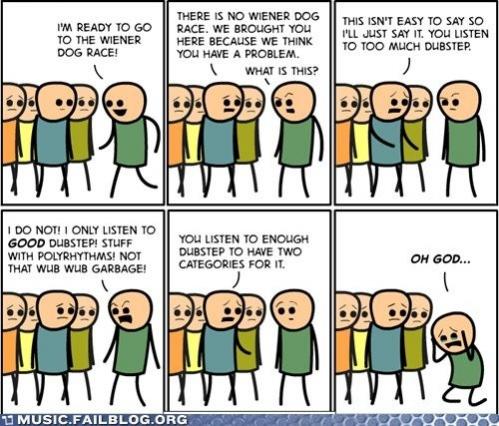 I'M READY TO GO
TO THE WIENER
DOG RACE!
THERE IS NO WIENER DOG
RACE. WE BROUGHT YOU
HERE BECAUSE WE THINK
YOU HAVE A PROBLEM.
WHAT IS THIS?
THIS ISN'T EASY TO SAY SO
I'LL JUST SAY IT. YOU LISTEN
TO TOO MUCH DUBSTEP.
I DO NOT! I ONLY LISTEN TO
GOOD DUBSTEP! STUFF
WITH POLYRHYTHMS! NOT
THAT WUB WUB GARBAGE!
YOU LISTEN TO ENOUGH
DUBSTEP TO HAVE TWO
CATEGORIES FOR IT.
OH GOD...
MUSIC.FAILBLOG.ORG